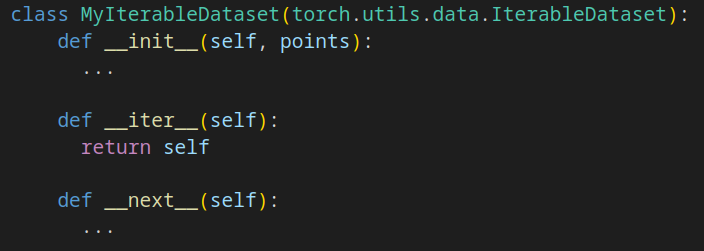 class MyIterableDataset(torch.utils.data.IterableDataset):
    def __init__(self, points):
      ...
    def __iter__(self):
      return self
    def __next__(self):
      ...